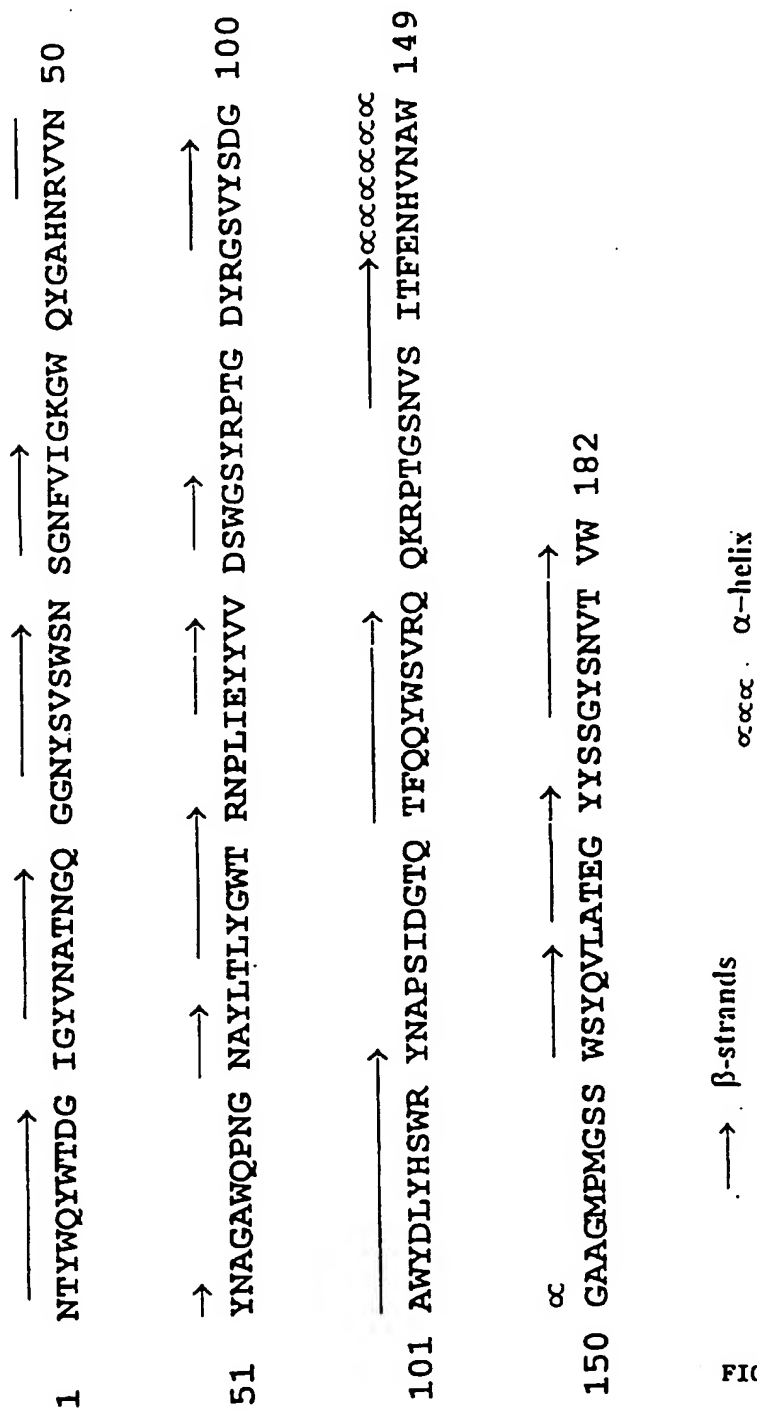 1 NTYWQYWTDG IGYVNATNGQ GGNYSVSWSN SGNFVIGKGW QYGAHNRVVN 50
51 YNAGAWQPNG NAYLTLYGWT RNPLIEYYVV DSWGSYRPTG DYRGSVYSDG 100
∝∝∝∝∝∝∝∝
101 AWYDLYHSWR YNAPSIDGTQ TFQQYWSVRQ QKRPTGSNVS ITFENHVNAW 149
∝
150 GAAGMPMGSS WSYQVLATEG YYSSGYSNVT VW 182
→ β-strands ∝∝∝ α-helix